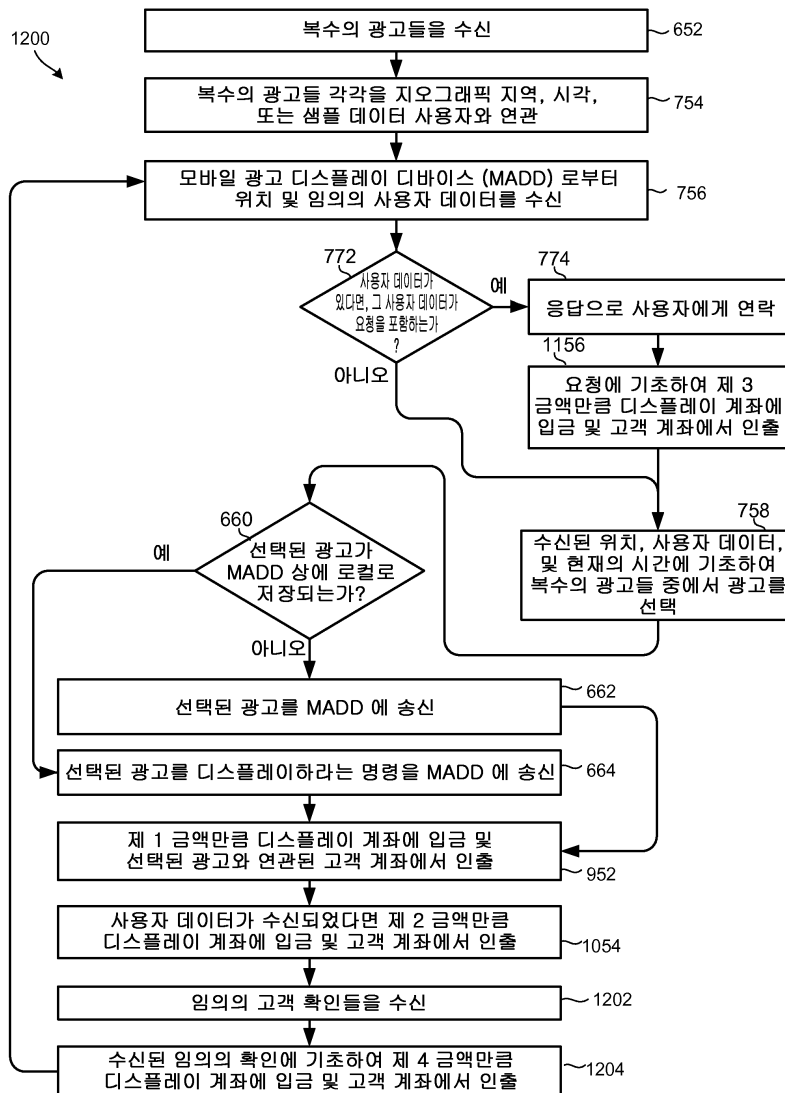 1200
복수의 광고들을 수신
652
복수의 광고들 각각을 지오그래픽 지역, 시각,
또는 샘플 데이터 사용자와 연관
754
모바일 광고 디스플레이 디바이스 (MADD) 로부터
위치 및 임의의 사용자 데이터를 수신
756
772
사용자 데이터가
있다면, 그 사용자 데이터가
요청을 포함하는가
?
예
아니오
774
응답으로 사용자에게 연락
1156
요청에 기초하여 제 3
금액만큼 디스플레이 계좌에
입금 및 고객 계좌에서 인출
758
수신된 위치, 사용자 데이터,
및 현재의 시간에 기초하여
복수의 광고들 중에서 광고를
선택
660
선택된 광고가
MADD 상에 로컬로
저장되는가?
예
아니오
선택된 광고를 MADD 에 송신
662
선택된 광고를 디스플레이하라는 명령을 MADD 에 송신
664
제 1 금액만큼 디스플레이 계좌에 입금 및
선택된 광고와 연관된 고객 계좌에서 인출
952
사용자 데이터가 수신되었다면 제 2 금액만큼
디스플레이 계좌에 입금 및 고객 계좌에서 인출
1054
임의의 고객 확인들을 수신
1202
수신된 임의의 확인에 기초하여 제 4 금액만큼
디스플레이 계좌에 입금 및 고객 계좌에서 인출
1204